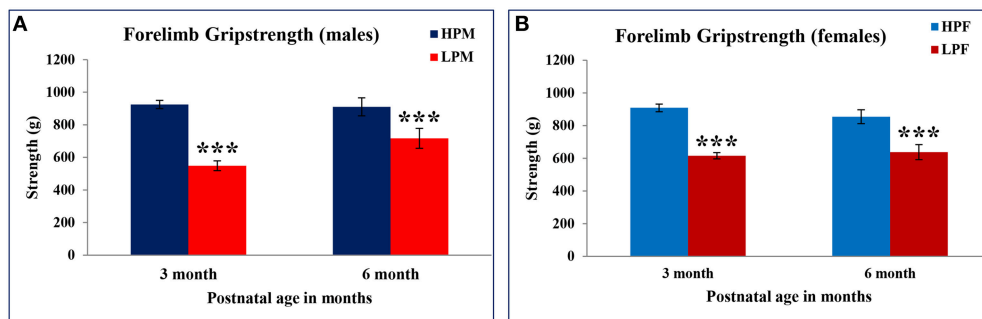 A
Forelimb Gripstrength (males)
HPM
LPM
Strength (g)
1200
1000
800
600
400
200
0
***
***
3 month
6 month
Postnatal age in months
B
Forelimb Gripstrength (females)
HPF
LPF
Strength (g)
1200
1000
800
600
400
200
0
***
***
3 month
6 month
Postnatal age in months